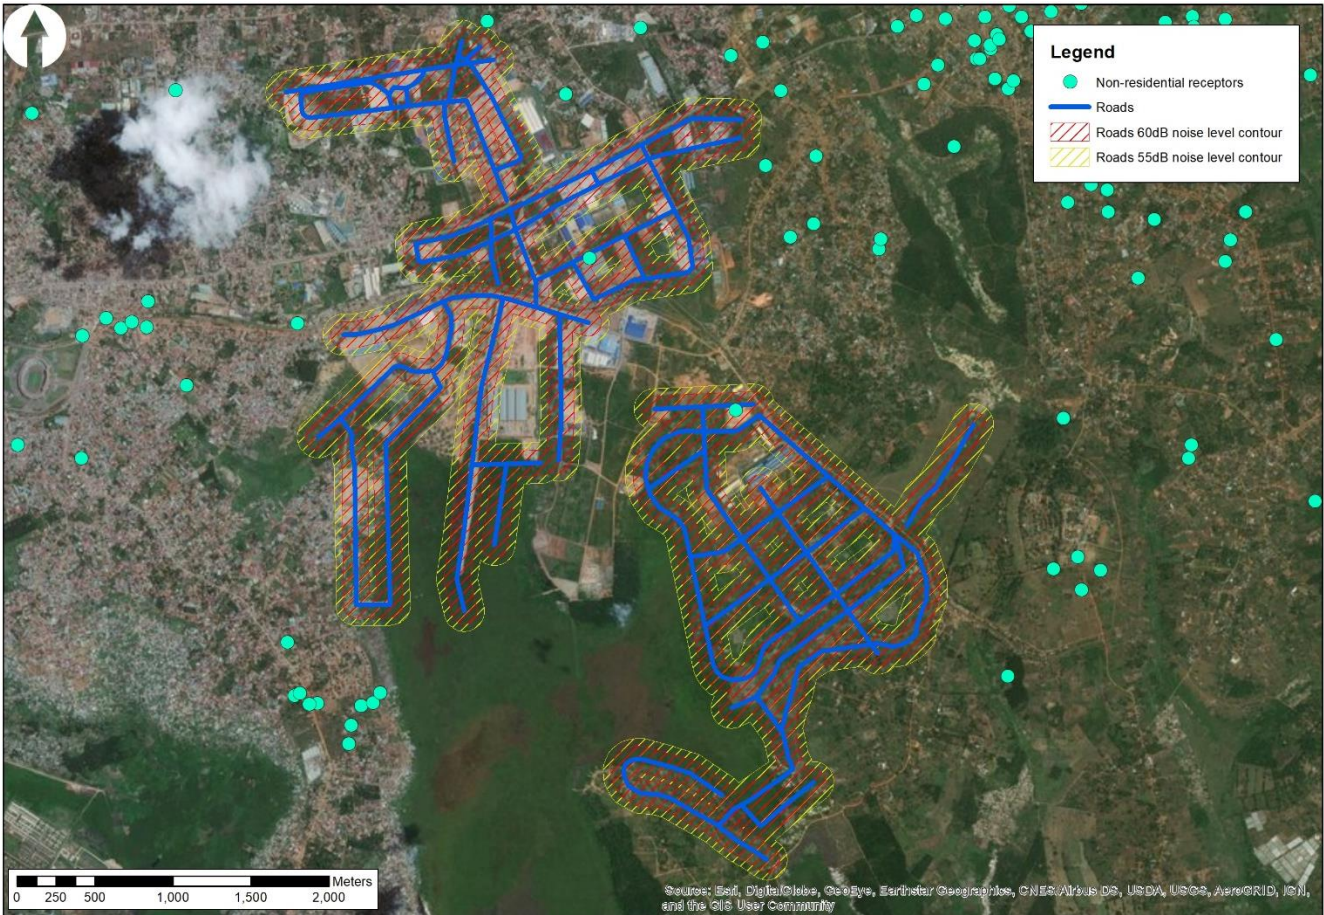 Legend
Non-residential receptors
Roads
Roads 60dB noise level contour
Roads 55dB noise level contour
Meters
0 250 500 1,000 1,500 2,000
Source: Esri, DigitalGlobe, GeoEye, Earthstar Geographics, CNES/Airbus DS, USDA, USGS, AeroGRID, IGN,
and the GIS User Community